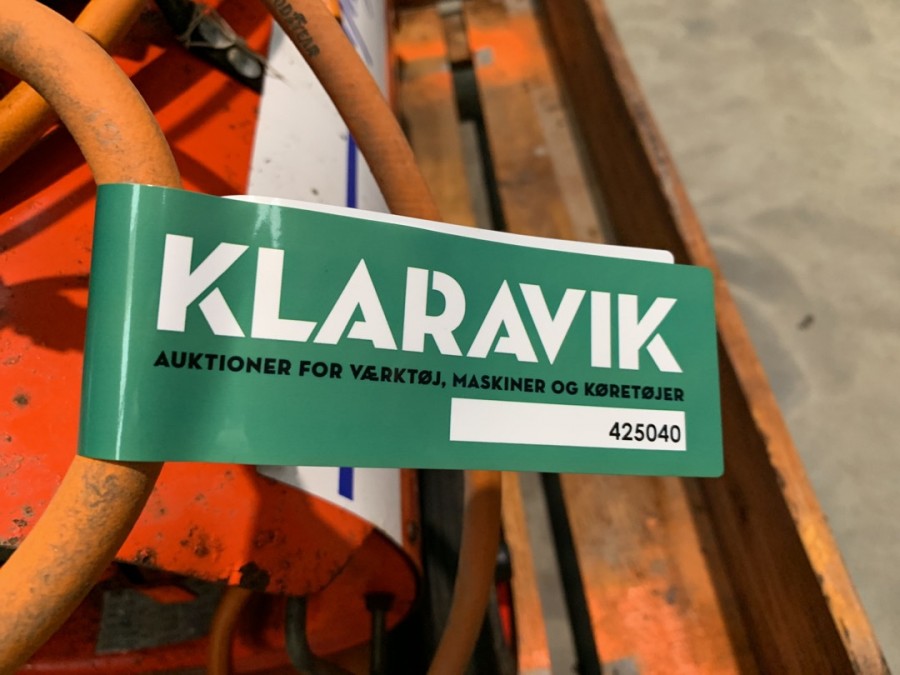 KLARAVIK
AUKTIONER FOR VÆRKTØJ, MASKINER OG KØRETØJER
425040